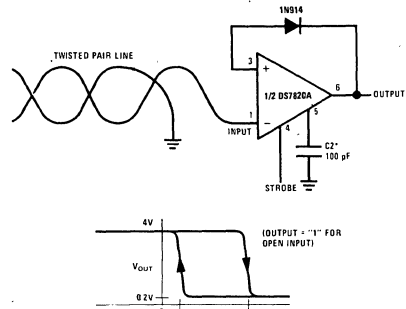 1N914
TWISTED PAIR LINE
3
+
1/2 DS7820A
6
OUTPUT
1
−
INPUT
4
5
C2*
100 pF
STROBE
4V
(OUTPUT = "1" FOR
OPEN INPUT)
VOUT
0.2V